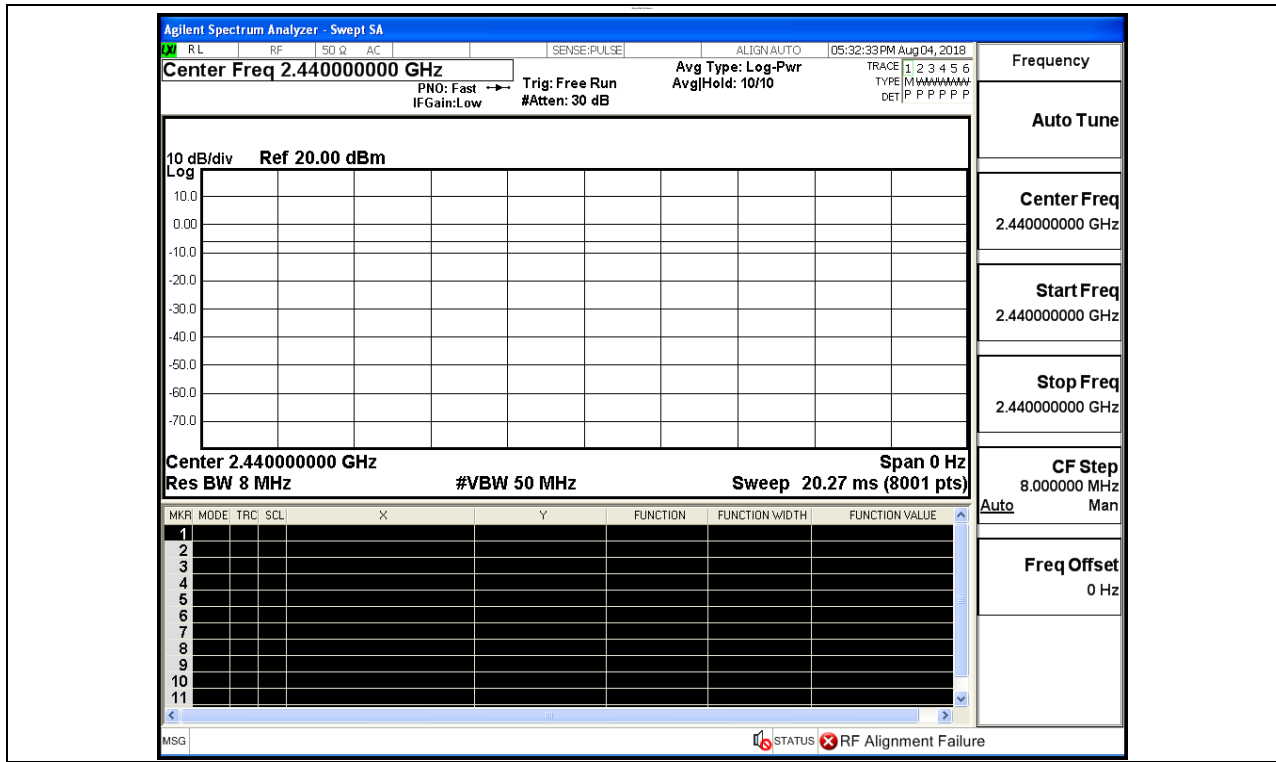 Agilent Spectrum Analyzer - Swept SA
LXI RL RF 50 Ω AC SENSE:PULSE ALIGN AUTO 05:32:33 PM Aug 04, 2018
Center Freq 2.440000000 GHz
PNO: Fast
IFGain:Low
Trig: Free Run
#Atten: 30 dB
Avg Type: Log-Pwr
Avg|Hold: 10/10
TRACE 1 2 3 4 5 6
TYPE M WWWWW
DET P P P P P P
10 dB/div Ref 20.00 dBm
Log
10.0
0.00
-10.0
-20.0
-30.0
-40.0
-50.0
-60.0
-70.0
Center 2.440000000 GHz Span 0 Hz
Res BW 8 MHz #VBW 50 MHz Sweep 20.27 ms (8001 pts)
MKR MODE TRC SCL X Y FUNCTION FUNCTION WIDTH FUNCTION VALUE
1
2
3
4
5
6
7
8
9
10
11
MSG STATUS RF Alignment Failure
Frequency
Auto Tune
Center Freq
2.440000000 GHz
Start Freq
2.440000000 GHz
Stop Freq
2.440000000 GHz
CF Step
8.000000 MHz
Auto Man
Freq Offset
0 Hz